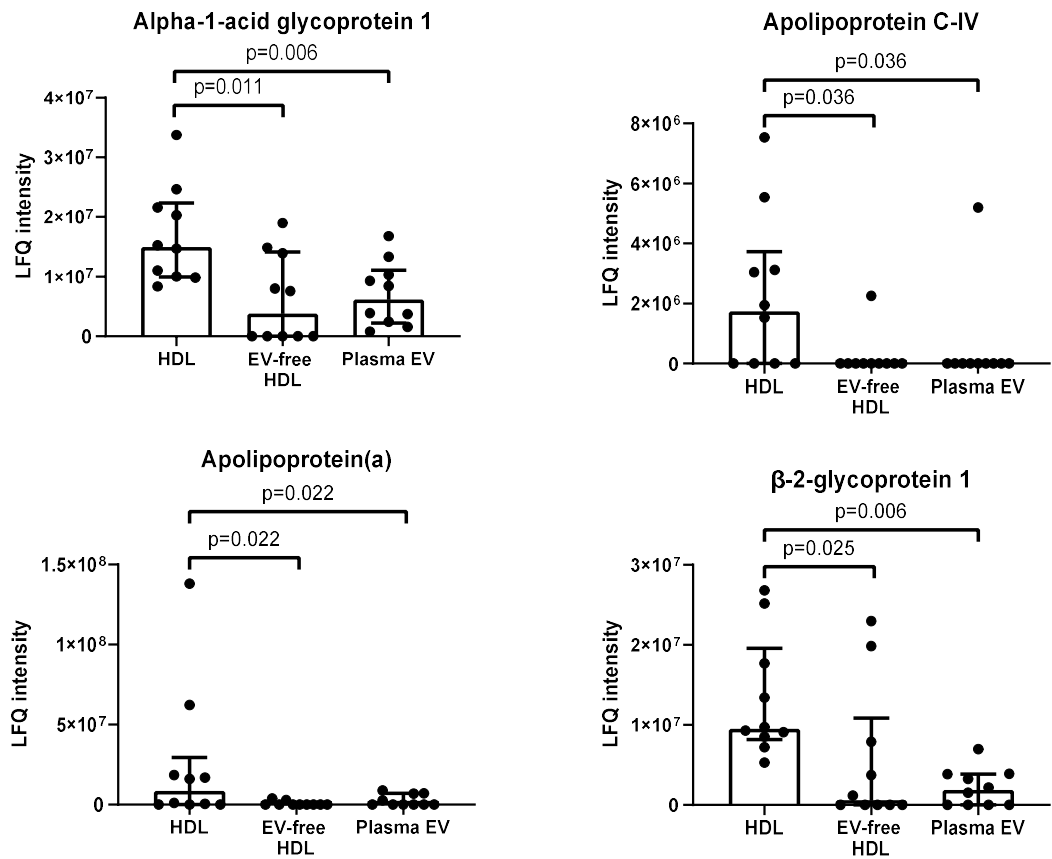 Alpha-1-acid glycoprotein 1
p=0.006
p=0.011
4×10⁷
3×10⁷
2×10⁷
1×10⁷
0
LFQ intensity
HDL
EV-free
HDL
Plasma EV
Apolipoprotein C-IV
p=0.036
p=0.036
8×10⁶
6×10⁶
4×10⁶
2×10⁶
0
LFQ intensity
HDL
EV-free
HDL
Plasma EV
Apolipoprotein(a)
p=0.022
p=0.022
1.5×10⁸
1×10⁸
5×10⁷
0
LFQ intensity
HDL
EV-free
HDL
Plasma EV
β-2-glycoprotein 1
p=0.006
p=0.025
3×10⁷
2×10⁷
1×10⁷
0
LFQ intensity
HDL
EV-free
HDL
Plasma EV